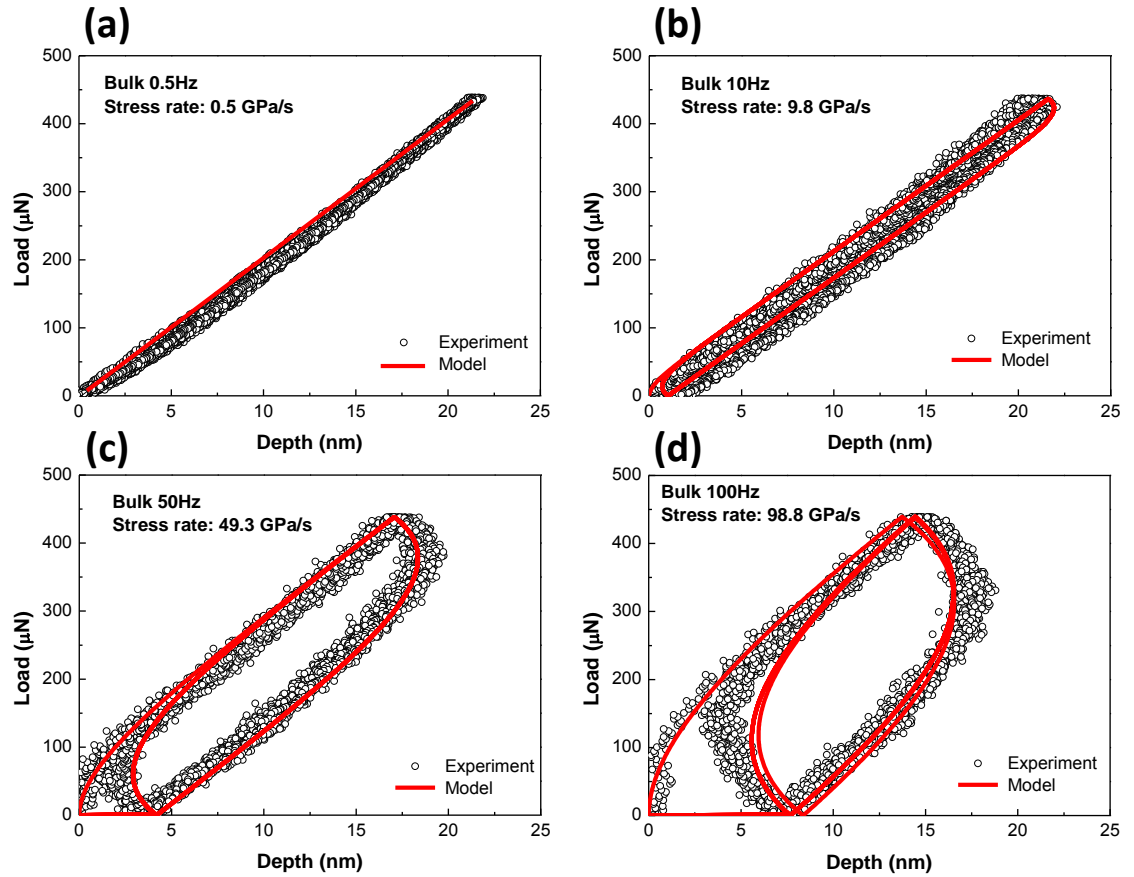 (a)
Bulk 0.5Hz
Stress rate: 0.5 GPa/s
500
400
300
200
100
0
Load (μN)
0 5 10 15 20 25
Depth (nm)
Experiment
Model
(b)
Bulk 10Hz
Stress rate: 9.8 GPa/s
500
400
300
200
100
0
Load (μN)
0 5 10 15 20 25
Depth (nm)
Experiment
Model
(c)
Bulk 50Hz
Stress rate: 49.3 GPa/s
500
400
300
200
100
0
Load (μN)
0 5 10 15 20 25
Depth (nm)
Experiment
Model
(d)
Bulk 100Hz
Stress rate: 98.8 GPa/s
500
400
300
200
100
0
Load (μN)
0 5 10 15 20 25
Depth (nm)
Experiment
Model